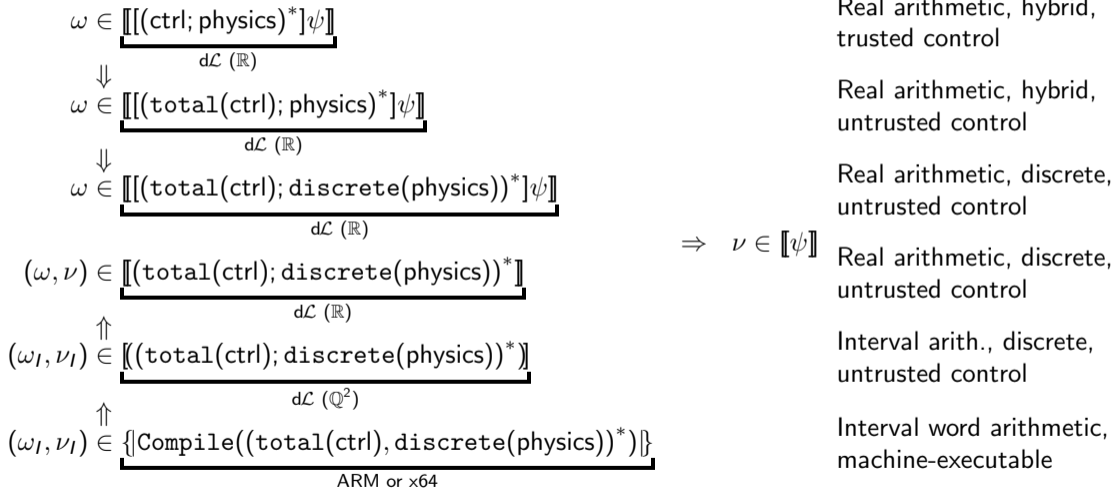 ω ∈ ⟦[(ctrl; physics)*]ψ⟧
dℒ (ℝ)
Real arithmetic, hybrid,
trusted control
⇓
ω ∈ ⟦[(total(ctrl); physics)*]ψ⟧
dℒ (ℝ)
Real arithmetic, hybrid,
untrusted control
⇓
ω ∈ ⟦[(total(ctrl); discrete(physics))*]ψ⟧
dℒ (ℝ)
Real arithmetic, discrete,
untrusted control
⇒ ν ∈ ⟦ψ⟧
(ω, ν) ∈ ⟦(total(ctrl); discrete(physics))*⟧
dℒ (ℝ)
Real arithmetic, discrete,
untrusted control
⇑
(ω_I, ν_I) ∈ ⟦((total(ctrl); discrete(physics))*)⟧
dℒ (ℚ²)
Interval arith., discrete,
untrusted control
⇑
(ω_I, ν_I) ∈ {|Compile((total(ctrl), discrete(physics))*)|}
ARM or x64
Interval word arithmetic,
machine-executable